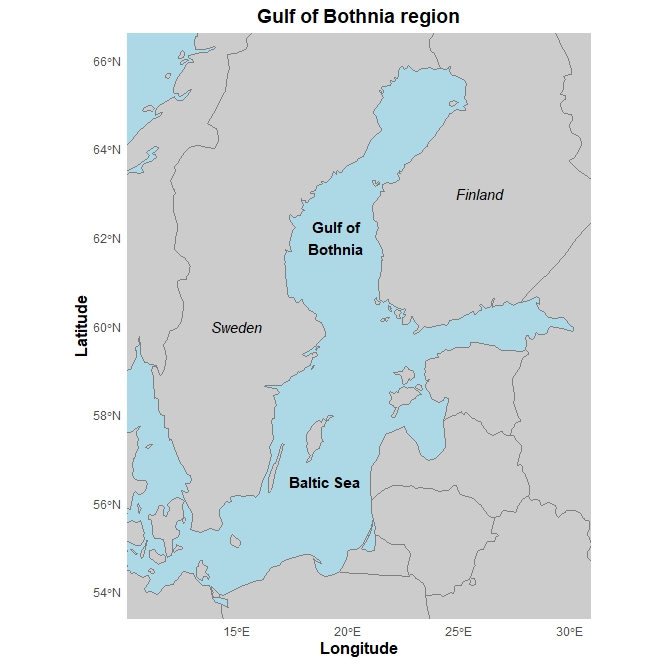 Gulf of Bothnia region
66°N
64°N
62°N
60°N
58°N
56°N
54°N
Latitude
Finland
Gulf of
Bothnia
Sweden
Baltic Sea
15°E
20°E
25°E
30°E
Longitude